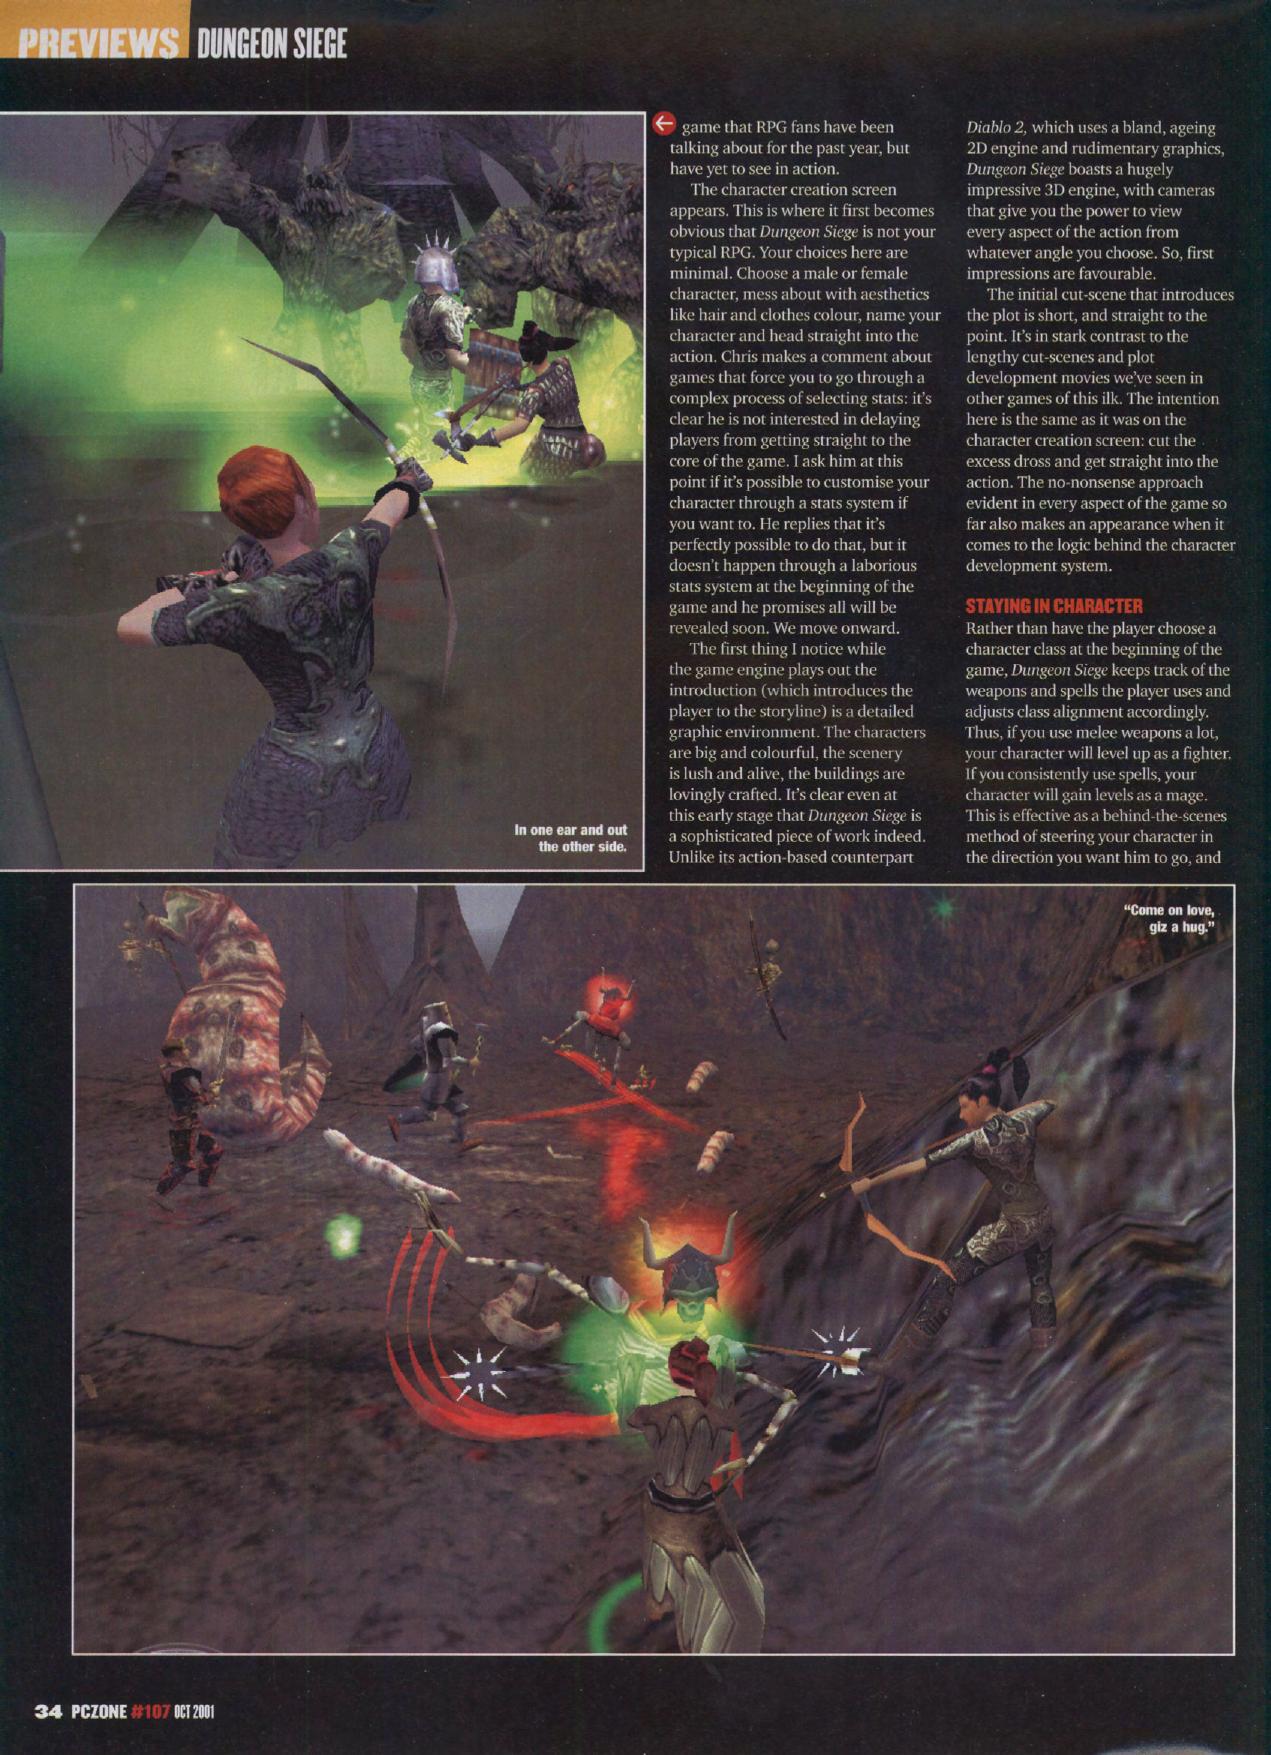 PREVIEWS DUNGEON SIEGE
In one ear and out
the other side.
game that RPG fans have been
talking about for the past year, but
have yet to see in action.
The character creation screen
appears. This is where it first becomes
obvious that Dungeon Siege is not your
typical RPG. Your choices here are
minimal. Choose a male or female
character, mess about with aesthetics
like hair and clothes colour, name your
character and head straight into the
action. Chris makes a comment about
games that force you to go through a
complex process of selecting stats: it's
clear he is not interested in delaying
players from getting straight to the
core of the game. I ask him at this
point if it's possible to customise your
character through a stats system if
you want to. He replies that it's
perfectly possible to do that, but it
doesn't happen through a laborious
stats system at the beginning of the
game and he promises all will be
revealed soon. We move onward.
The first thing I notice while
the game engine plays out the
introduction (which introduces the
player to the storyline) is a detailed
graphic environment. The characters
are big and colourful, the scenery
is lush and alive, the buildings are
lovingly crafted. It's clear even at
this early stage that Dungeon Siege is
a sophisticated piece of work indeed.
Unlike its action-based counterpart
Diablo 2, which uses a bland, ageing
2D engine and rudimentary graphics,
Dungeon Siege boasts a hugely
impressive 3D engine, with cameras
that give you the power to view
every aspect of the action from
whatever angle you choose. So, first
impressions are favourable.
The initial cut-scene that introduces
the plot is short, and straight to the
point. It's in stark contrast to the
lengthy cut-scenes and plot
development movies we've seen in
other games of this ilk. The intention
here is the same as it was on the
character creation screen: cut the
excess dross and get straight into the
action. The no-nonsense approach
evident in every aspect of the game so
far also makes an appearance when it
comes to the logic behind the character
development system.
STAYING IN CHARACTER
Rather than have the player choose a
character class at the beginning of the
game, Dungeon Siege keeps track of the
weapons and spells the player uses and
adjusts class alignment accordingly.
Thus, if you use melee weapons a lot,
your character will level up as a fighter.
If you consistently use spells, your
character will gain levels as a mage.
This is effective as a behind-the-scenes
method of steering your character in
the direction you want him to go, and
"Come on love,
giz a hug."
34 PCZONE #107 OCT 2001